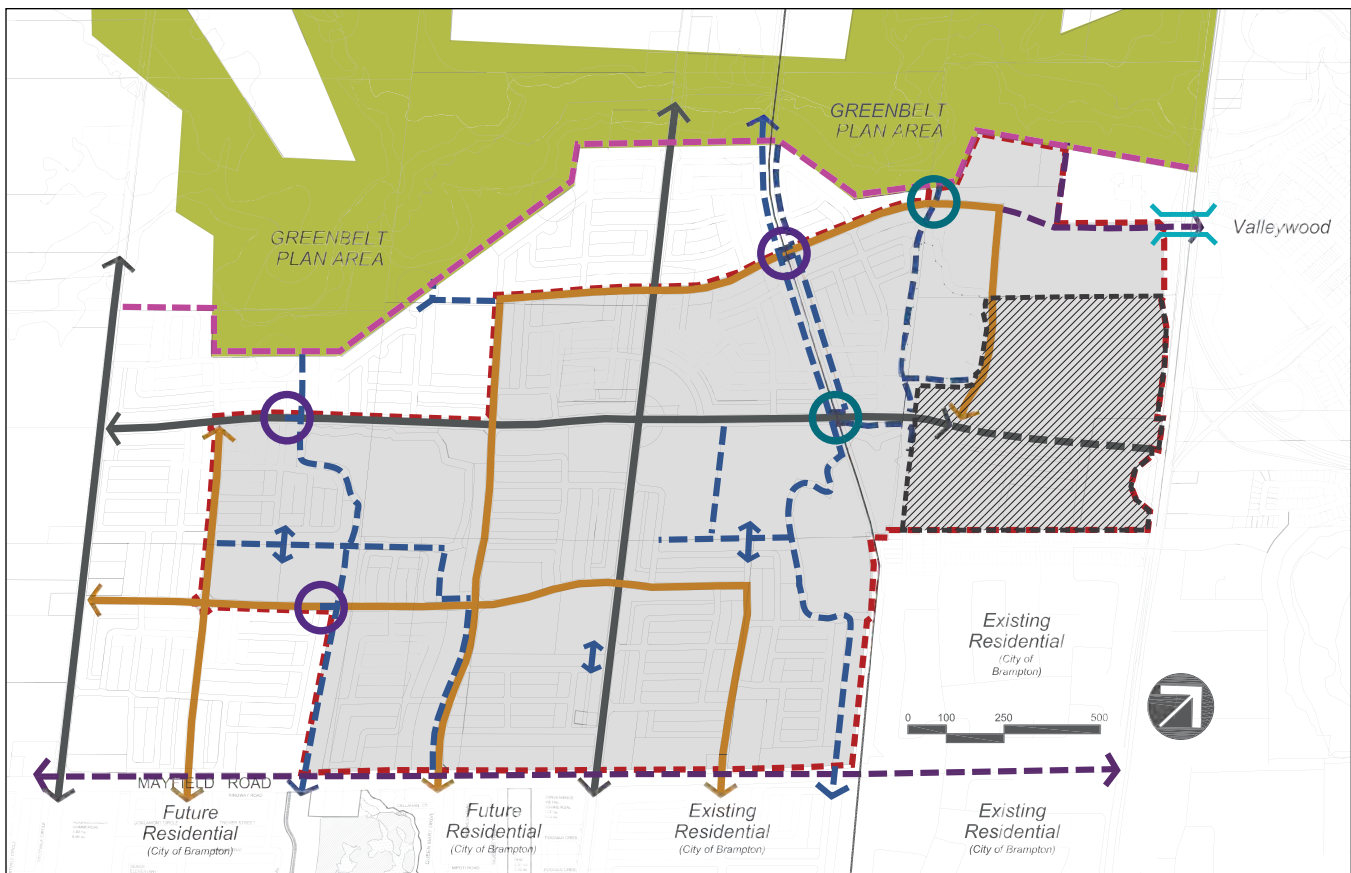 GREENBELT
PLAN AREA
GREENBELT
PLAN AREA
Valleywood
Existing
Residential
(City of
Brampton)
0 100 250 500
MAYFIELD ROAD
Future
Residential
(City of Brampton)
Future
Residential
(City of Brampton)
Existing
Residential
(City of Brampton)
Existing
Residential
(City of Brampton)